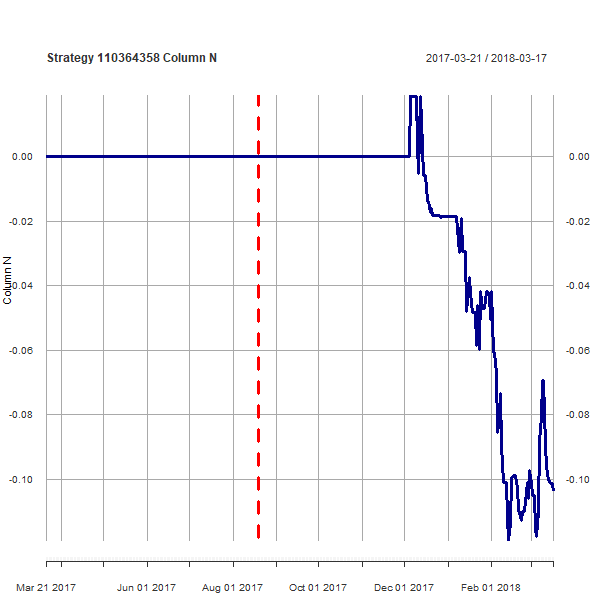 Strategy 110364358 Column N
2017-03-21 / 2018-03-17
0.00 0.00
-0.02 -0.02
-0.04 -0.04
Column N
-0.06 -0.06
-0.08 -0.08
-0.10 -0.10
Mar 21 2017 Jun 01 2017 Aug 01 2017 Oct 01 2017 Dec 01 2017 Feb 01 2018